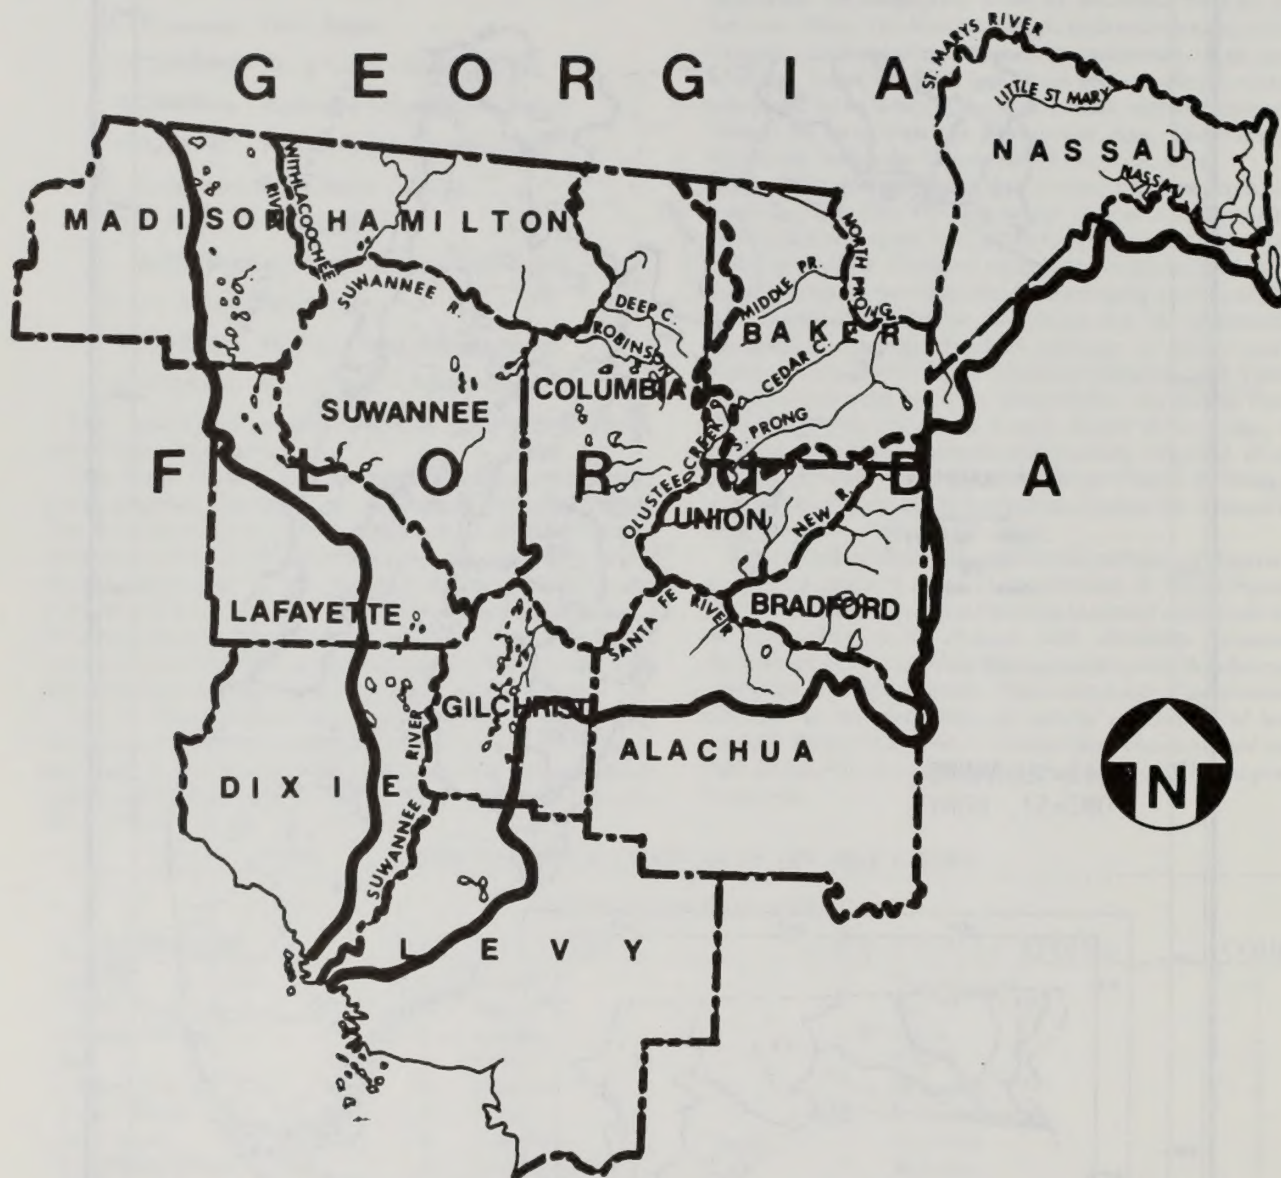 GEORGIA
ST. MARYS RIVER
LITTLE ST MARY
NASSAU
NASSAU
MADISON
WITHLACOOCHEE
RIVER
HAMILTON
SUWANNEE R.
DEEP C.
ROBINSON
MIDDLE PR.
NORTH PRONG
BAKER
CEDAR C.
COLUMBIA
SUWANNEE
S. PRONG
FLORIDA
OLUSTEE CREEK
UNION
NEW R.
LAFAYETTE
SANTA FE RIVER
BRADFORD
GILCHRIST
ALACHUA
DIXIE
SUWANNEE RIVER
LEVY
N